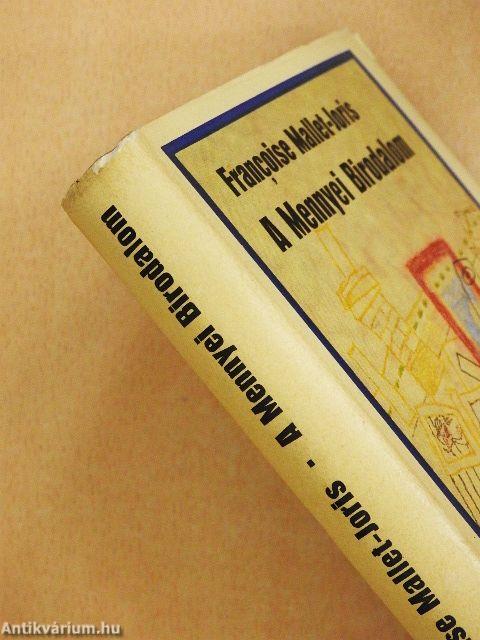 Françoise Mallet-Joris
A Mennyei Birodalom
se Mallet-Joris · A Mennyei Birodalom
Antikvárium.hu